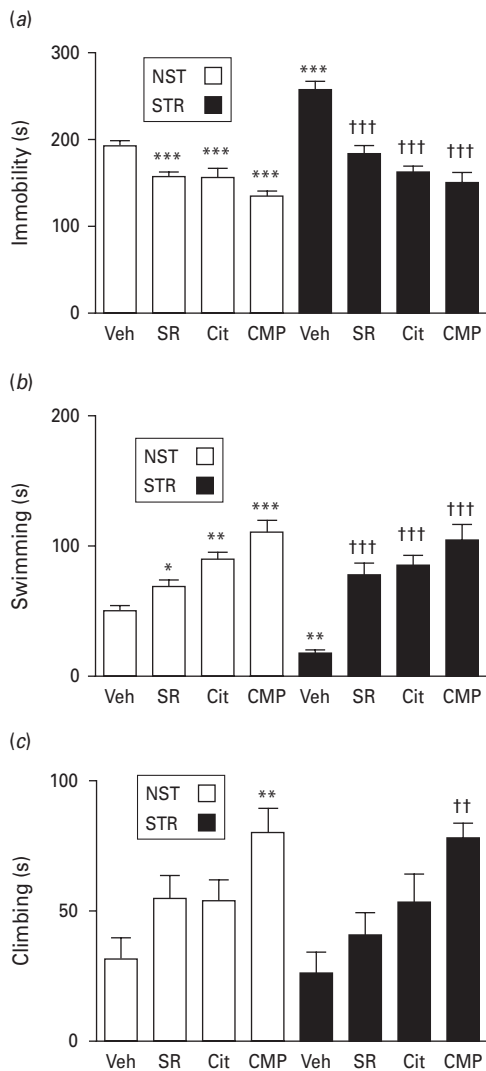 (a)
300
200
100
0
Immobility (s)
NST
STR
*** *** *** *** ††† ††† †††
Veh SR Cit CMP Veh SR Cit CMP
(b)
200
100
0
Swimming (s)
NST
STR
* ** *** ** ††† ††† †††
Veh SR Cit CMP Veh SR Cit CMP
(c)
100
50
0
Climbing (s)
NST
STR
** ††
Veh SR Cit CMP Veh SR Cit CMP